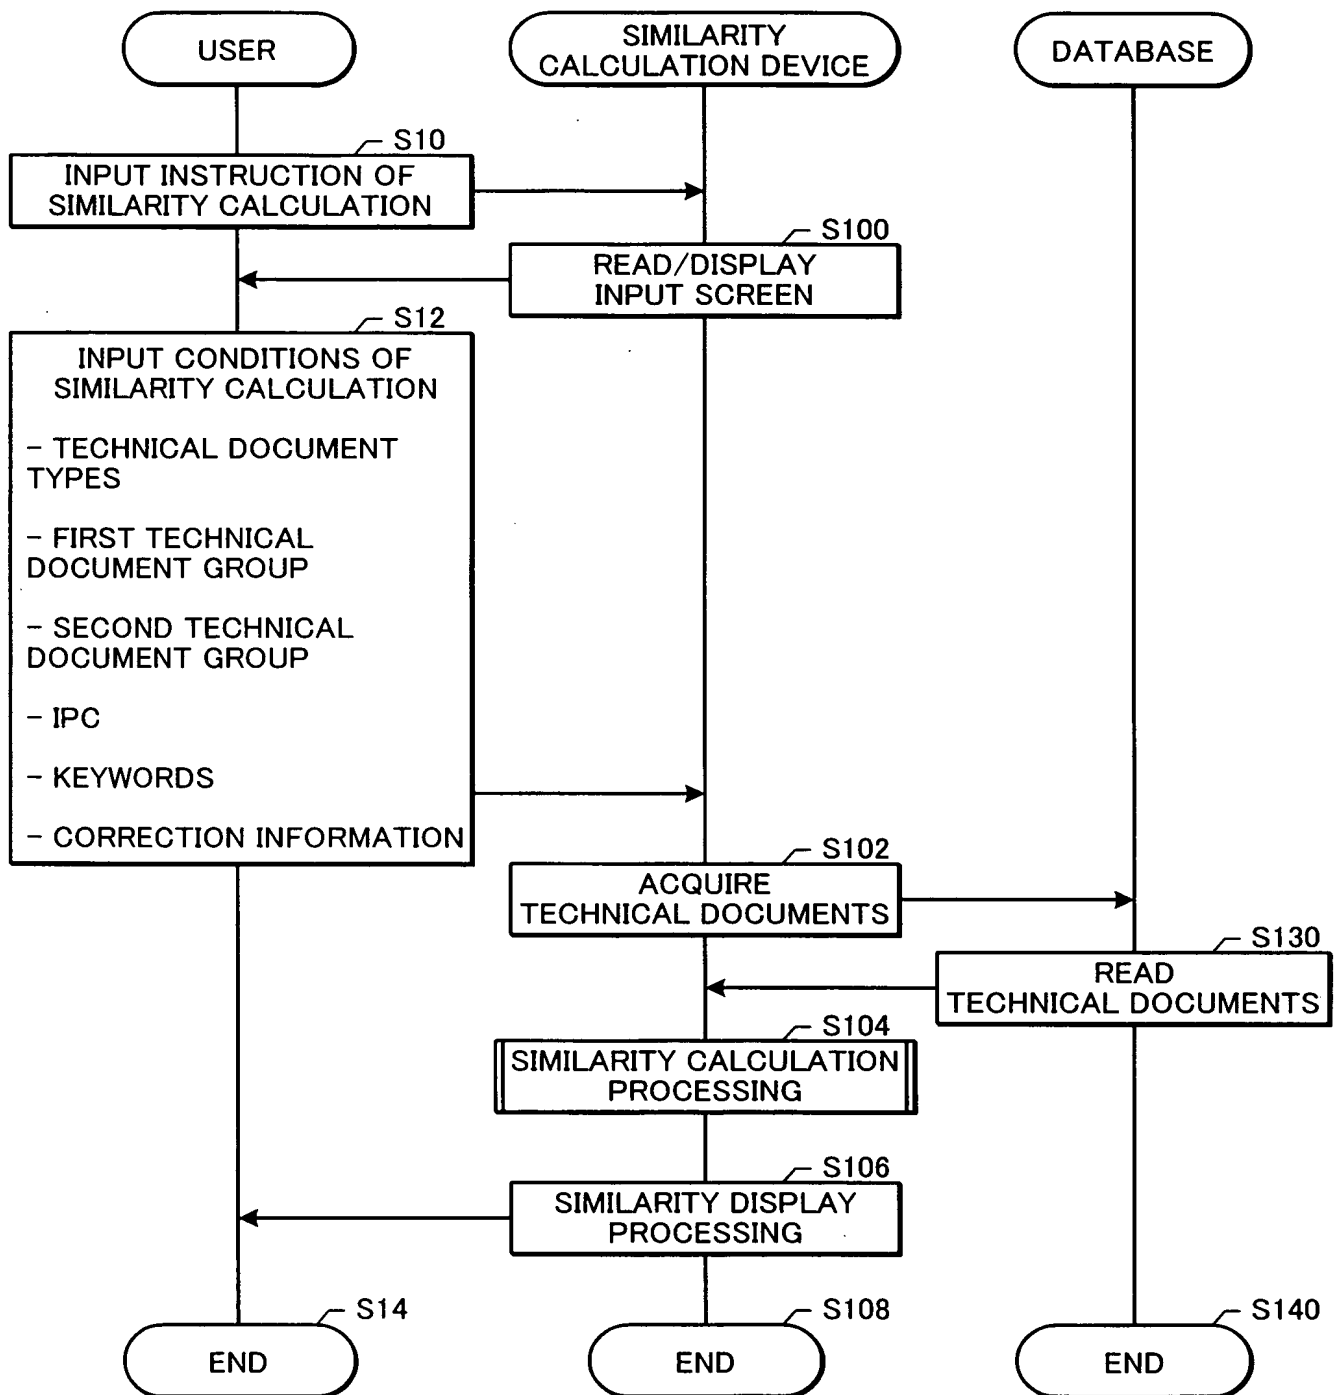 USER
SIMILARITY
CALCULATION DEVICE
DATABASE
S10
INPUT INSTRUCTION OF
SIMILARITY CALCULATION
S100
READ/DISPLAY
INPUT SCREEN
S12
INPUT CONDITIONS OF
SIMILARITY CALCULATION
- TECHNICAL DOCUMENT
TYPES
- FIRST TECHNICAL
DOCUMENT GROUP
- SECOND TECHNICAL
DOCUMENT GROUP
- IPC
- KEYWORDS
- CORRECTION INFORMATION
S102
ACQUIRE
TECHNICAL DOCUMENTS
S130
READ
TECHNICAL DOCUMENTS
S104
SIMILARITY CALCULATION
PROCESSING
S106
SIMILARITY DISPLAY
PROCESSING
S14
END
S108
END
S140
END